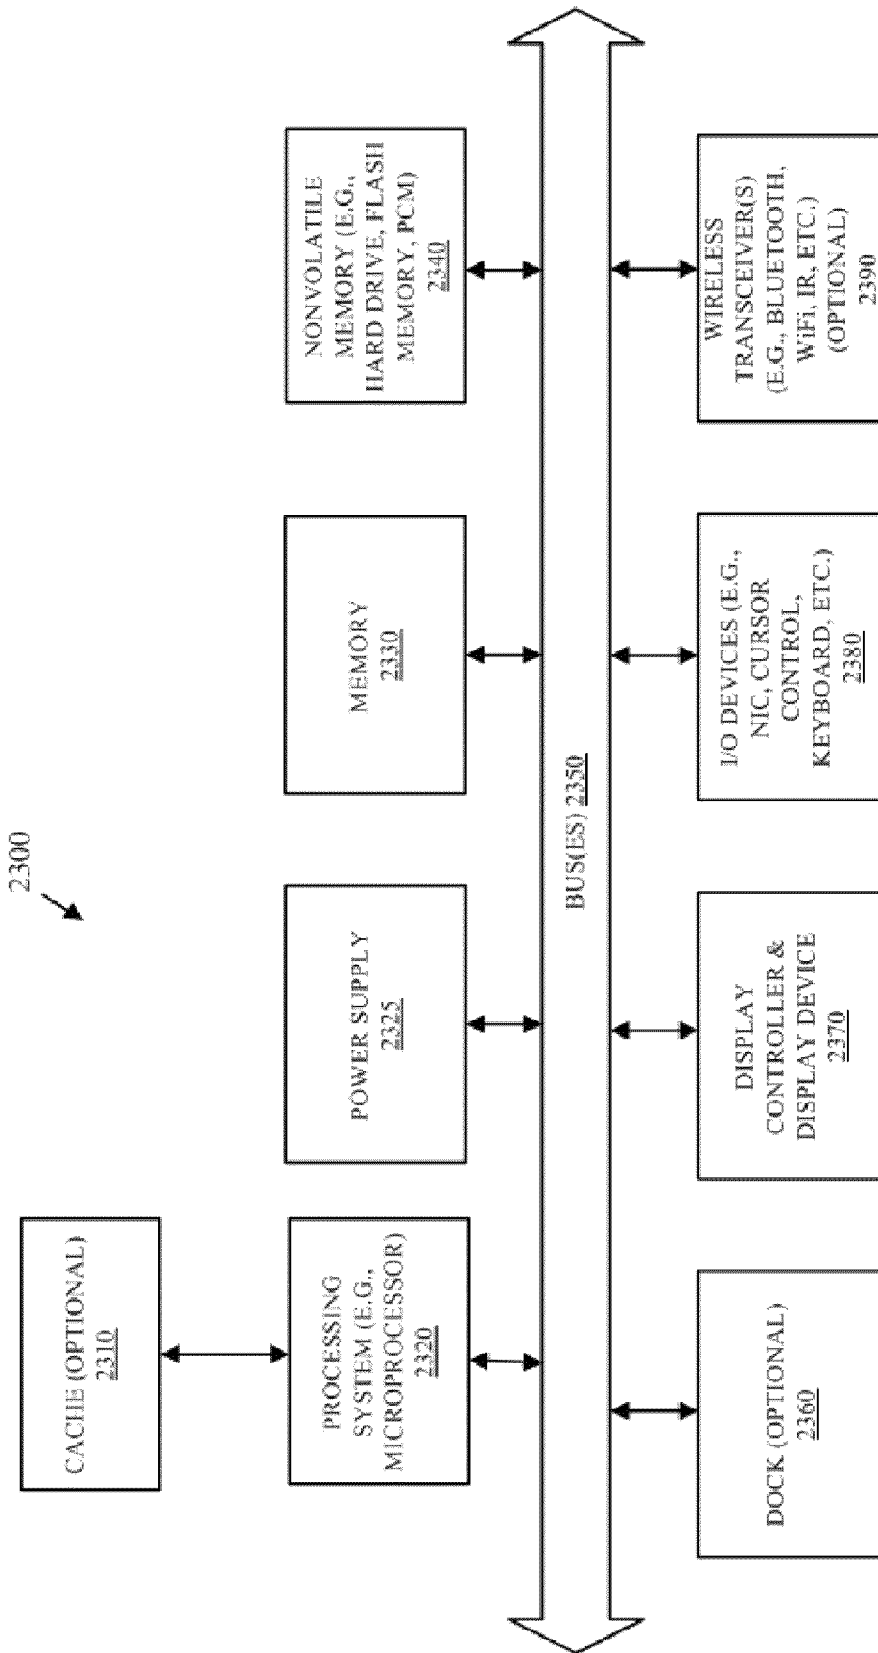 2300
CACHE (OPTIONAL)
2310
PROCESSING
SYSTEM (E.G.,
MICROPROCESSOR)
2320
POWER SUPPLY
2325
MEMORY
2330
NONVOLATILE
MEMORY (E.G.,
HARD DRIVE, FLASH
MEMORY, PCM)
2340
BUS(ES) 2350
DOCK (OPTIONAL)
2360
DISPLAY
CONTROLLER &
DISPLAY DEVICE
2370
I/O DEVICES (E.G.,
NIC, CURSOR
CONTROL,
KEYBOARD, ETC.)
2380
WIRELESS
TRANSCEIVER(S)
(E.G., BLUETOOTH,
WiFi, IR, ETC.)
(OPTIONAL)
2390